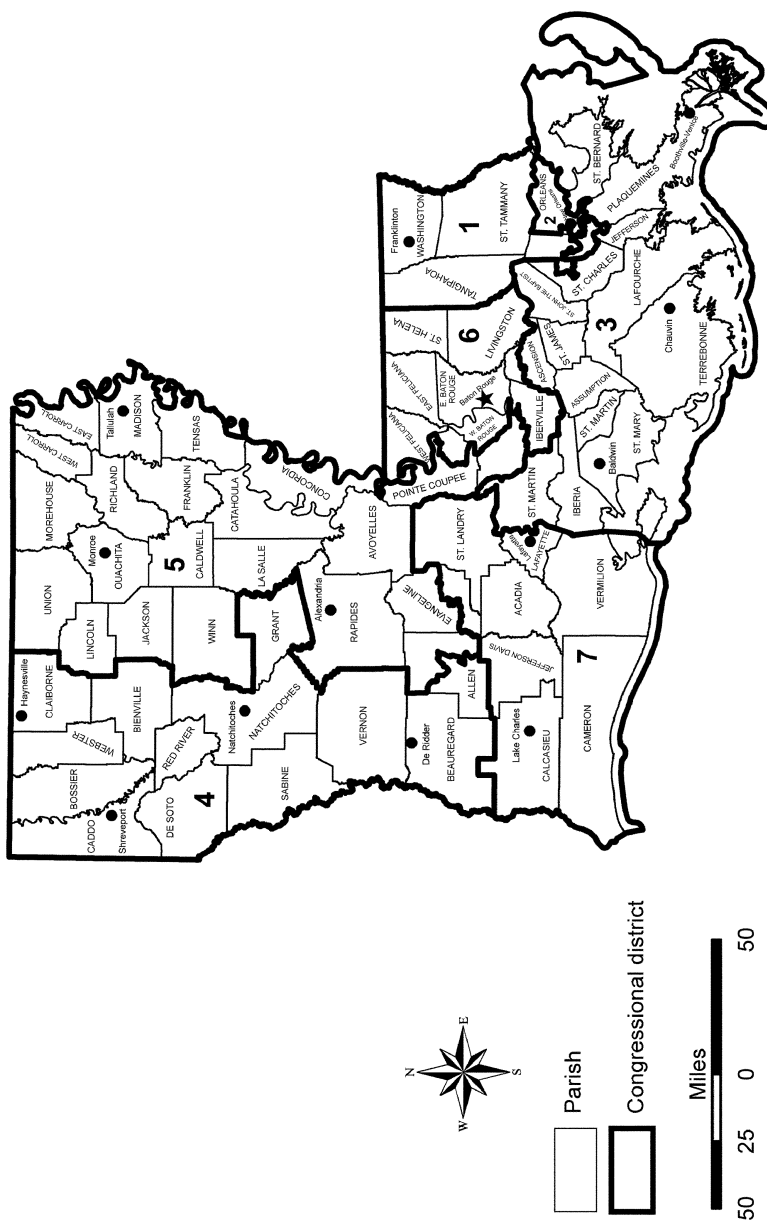 Haynesville
CLAIBORNE
UNION
MOREHOUSE
WEST CARROLL
EAST CARROLL
BOSSIER
WEBSTER
LINCOLN
CADDO
Shreveport
BIENVILLE
JACKSON
Monroe
OUACHITA
RICHLAND
Tallulah
MADISON
DE SOTO
4
RED RIVER
WINN
5
CALDWELL
FRANKLIN
TENSAS
Natchitoches
NATCHITOCHES
SABINE
GRANT
LA SALLE
CATAHOULA
CONCORDIA
VERNON
Alexandria
RAPIDES
AVOYELLES
De Ridder
BEAUREGARD
ALLEN
EVANGELINE
ST. LANDRY
POINTE COUPEE
WEST FELICIANA
EAST FELICIANA
ST. HELENA
TANGIPAHOA
Franklinton
WASHINGTON
1
ST. TAMMANY
6
LIVINGSTON
E. BATON
ROUGE
Baton Rouge
W. BATON
ROUGE
IBERVILLE
ASCENSION
ST. JAMES
ST. JOHN THE BAPTIST
ST. CHARLES
ORLEANS
2
ST. BERNARD
PLAQUEMINES
Boothville-Venice
JEFFERSON
LAFOURCHE
3
Chauvin
TERREBONNE
ASSUMPTION
ST. MARTIN
ST. MARY
Baldwin
IBERIA
ST. MARTIN
Lafayette
LAFAYETTE
ACADIA
VERMILION
JEFFERSON DAVIS
Lake Charles
CALCASIEU
7
CAMERON
N
W
E
S
Parish
Congressional district
Miles
50 25 0 50